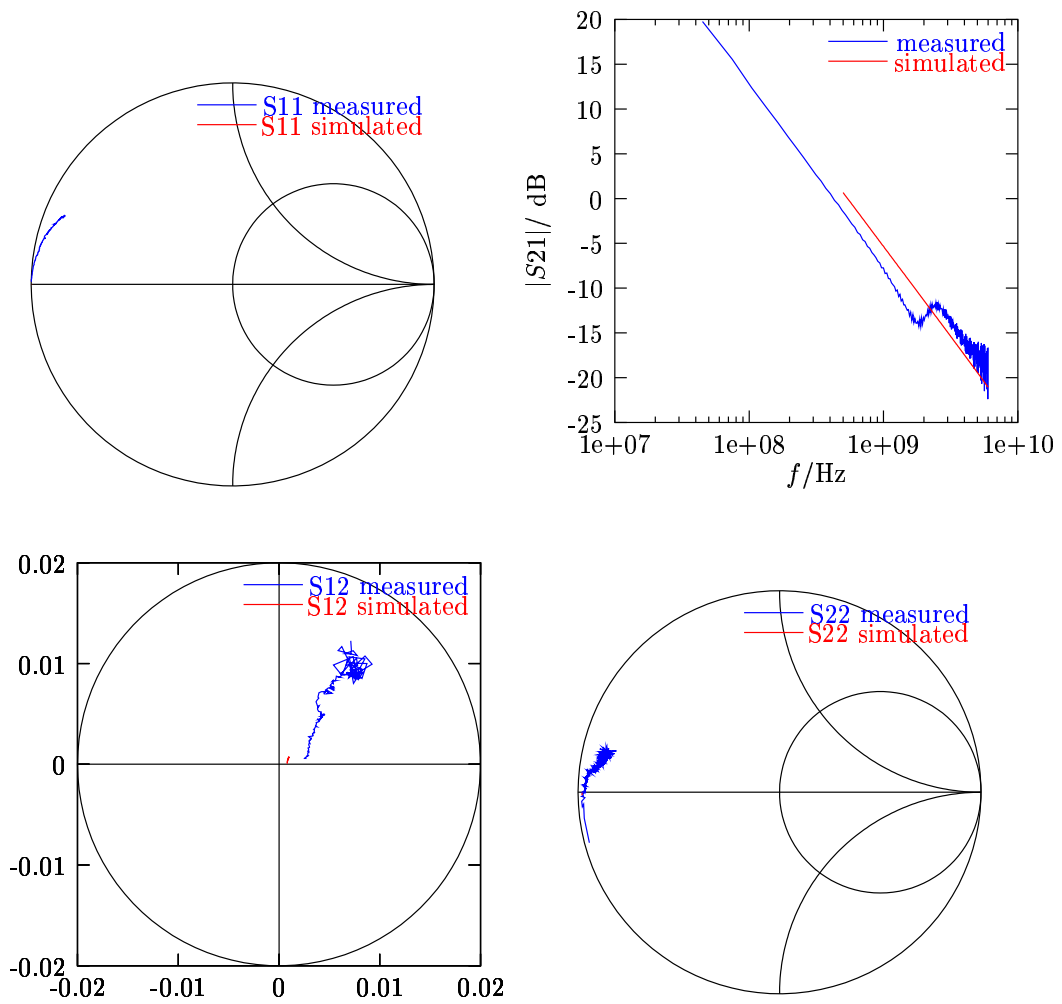 S11 measured
S11 simulated
20
15
10
5
0
-5
-10
-15
-20
-25
1e+07
1e+08
1e+09
1e+10
|S21|/ dB
f/Hz
measured
simulated
0.02
0.01
0
-0.01
-0.02
-0.02
-0.01
0
0.01
0.02
S12 measured
S12 simulated
S22 measured
S22 simulated